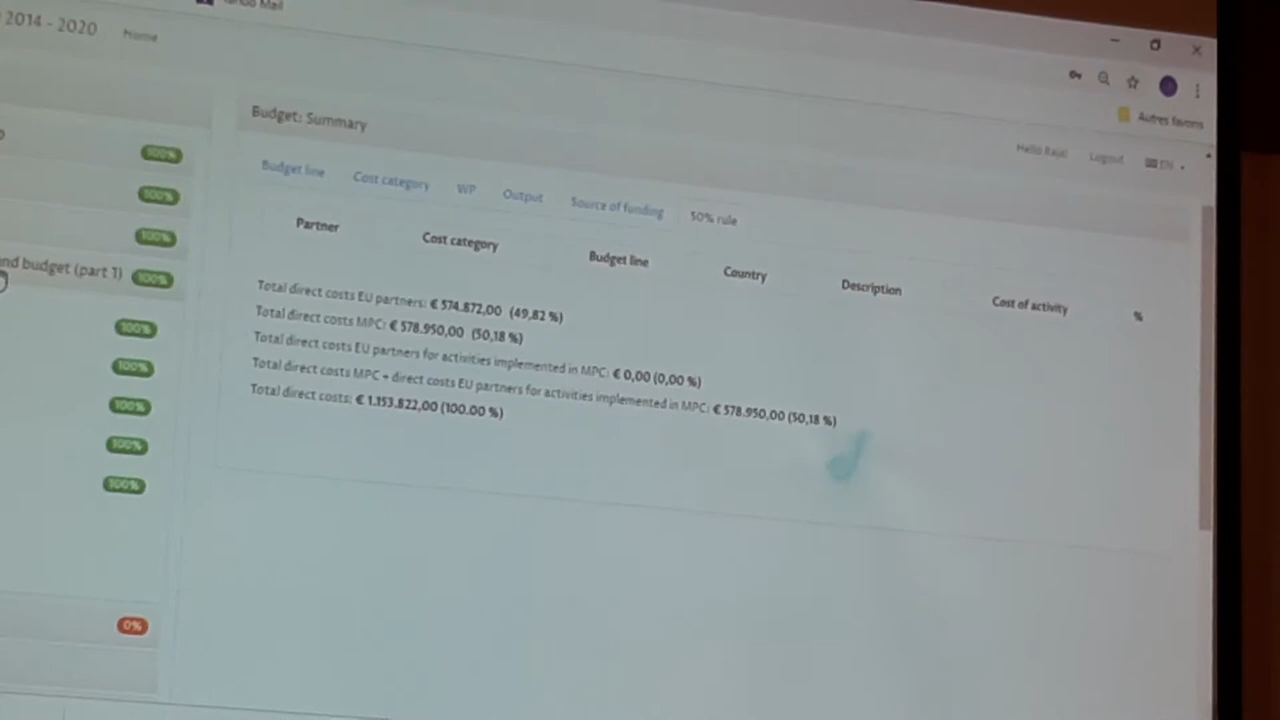 Mail
2014 - 2020 Home
Autres favoris
Hello Raja! Logout EN
Budget: Summary
Budget line Cost category WP Output Source of funding 50% rule
Partner Cost category Budget line Country Description Cost of activity %
Total direct costs EU partners: € 574.872,00 (49,82 %)
Total direct costs MPC: € 578.950,00 (50,18 %)
Total direct costs EU partners for activities implemented in MPC: € 0,00 (0,00 %)
Total direct costs MPC + direct costs EU partners for activities implemented in MPC: € 578.950,00 (50,18 %)
Total direct costs: € 1.153.822,00 (100.00 %)
100%
100%
100%
nd budget (part 1) 100%
100%
100%
100%
100%
100%
0%